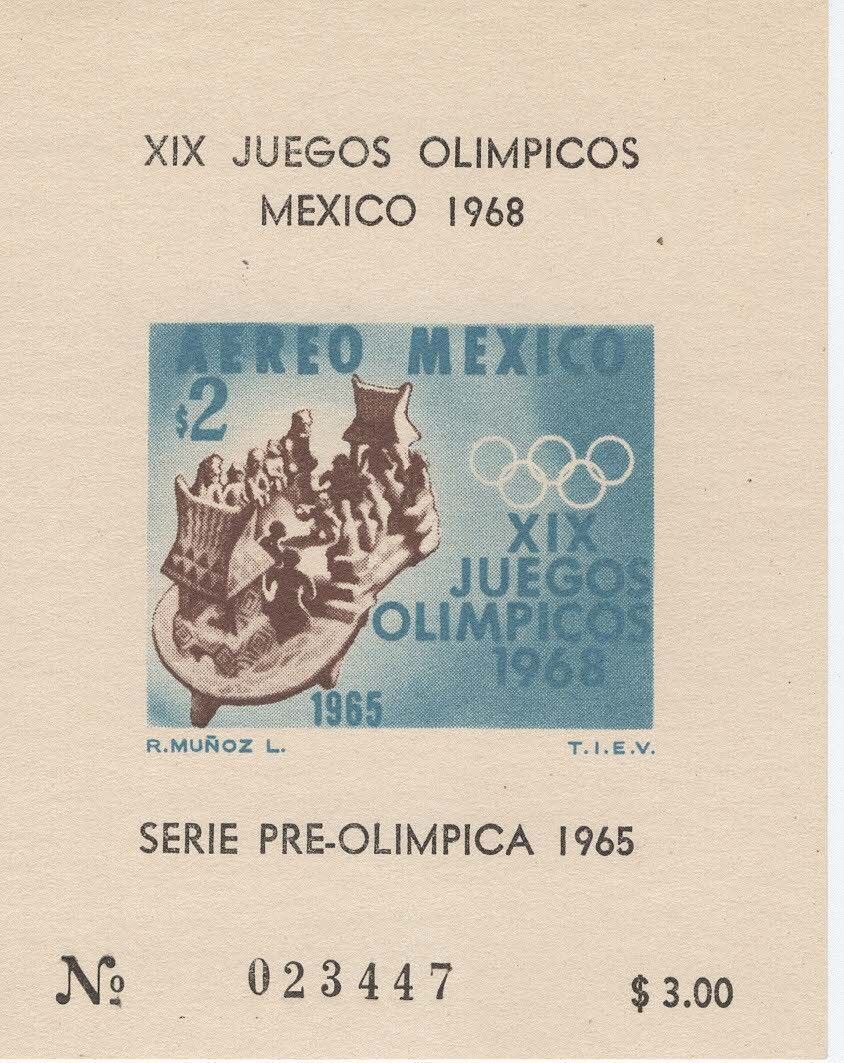 XIX JUEGOS OLIMPICOS
MEXICO 1968
AEREO MEXICO
$2
XIX
JUEGOS
OLIMPICOS
1968
1965
R.MUÑOZ L.
T.I.E.V.
SERIE PRE-OLIMPICA 1965
Nº 023447 $ 3.00